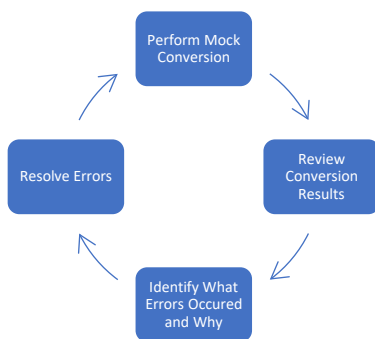 Perform Mock
Conversion
Review
Conversion
Results
Identify What
Errors Occured
and Why
Resolve Errors